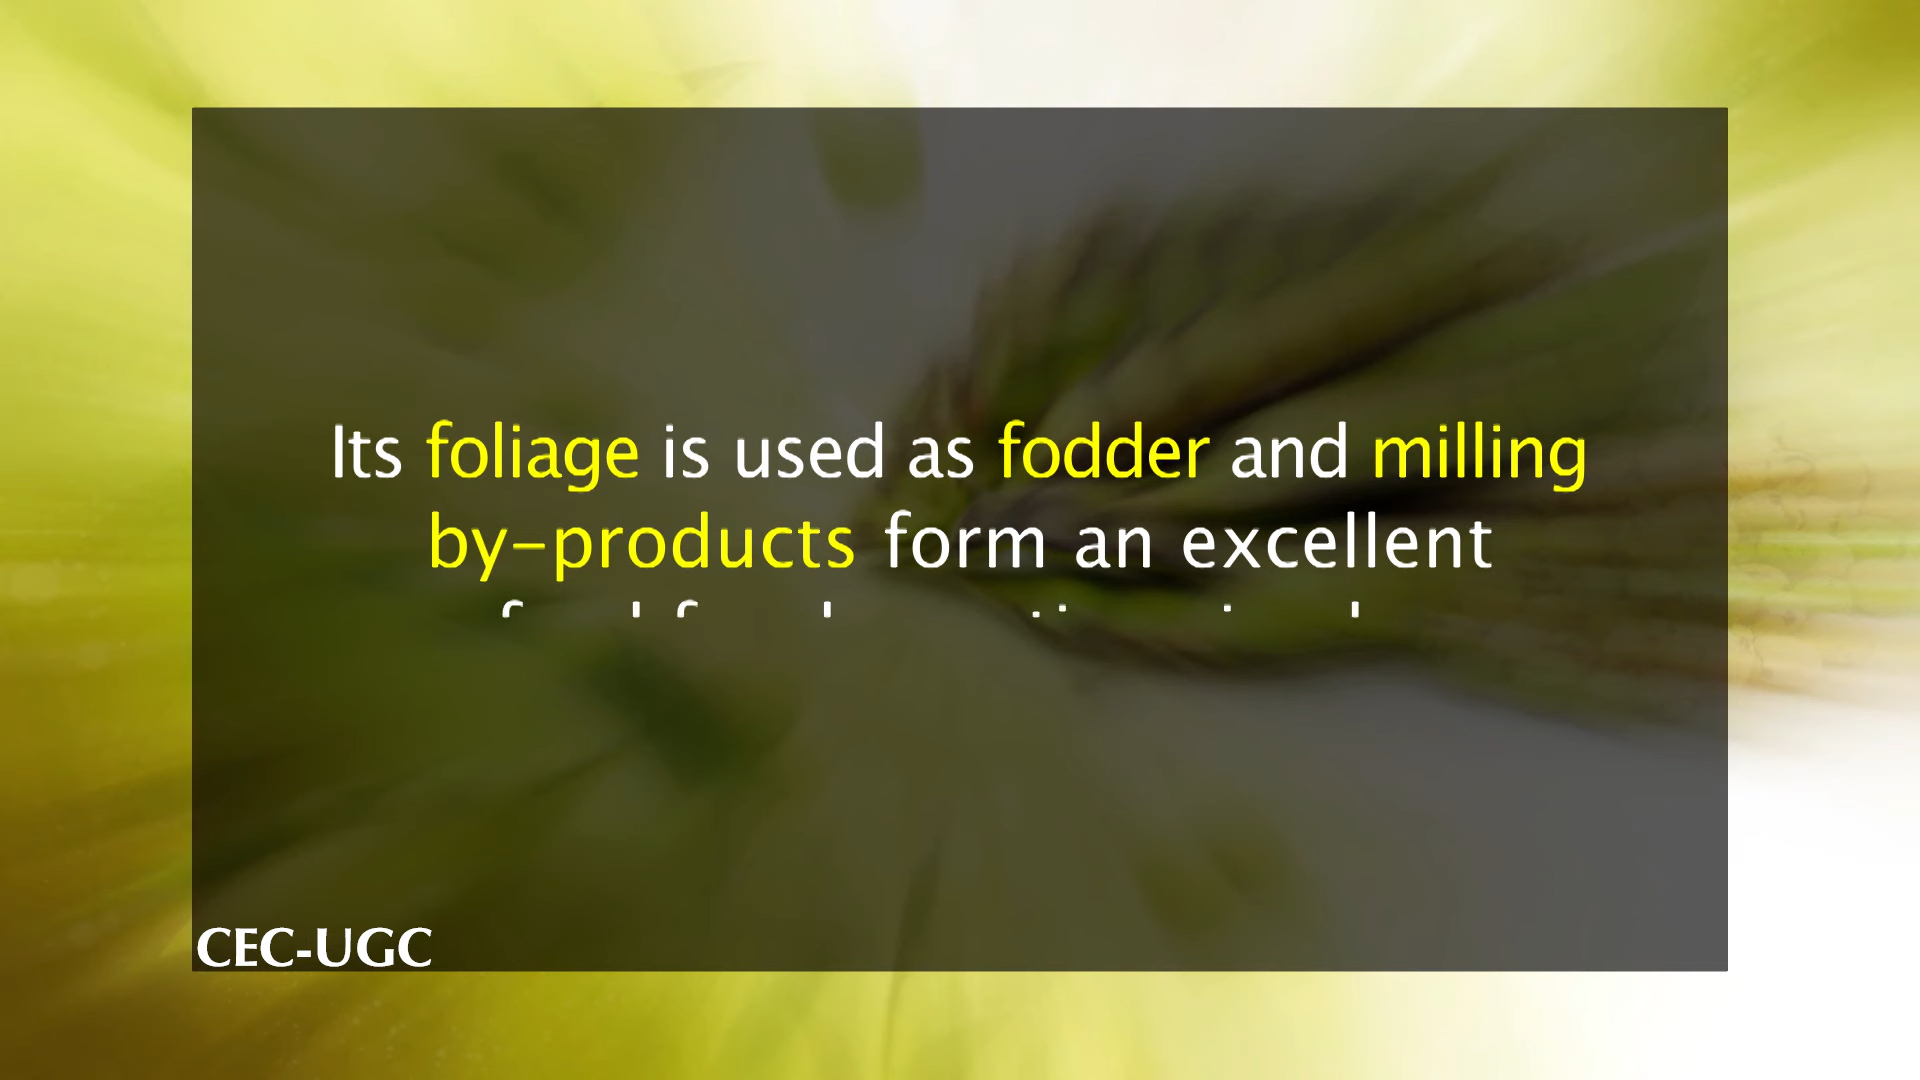 Its foliage is used as fodder and milling
by-products form an excellent
CEC-UGC